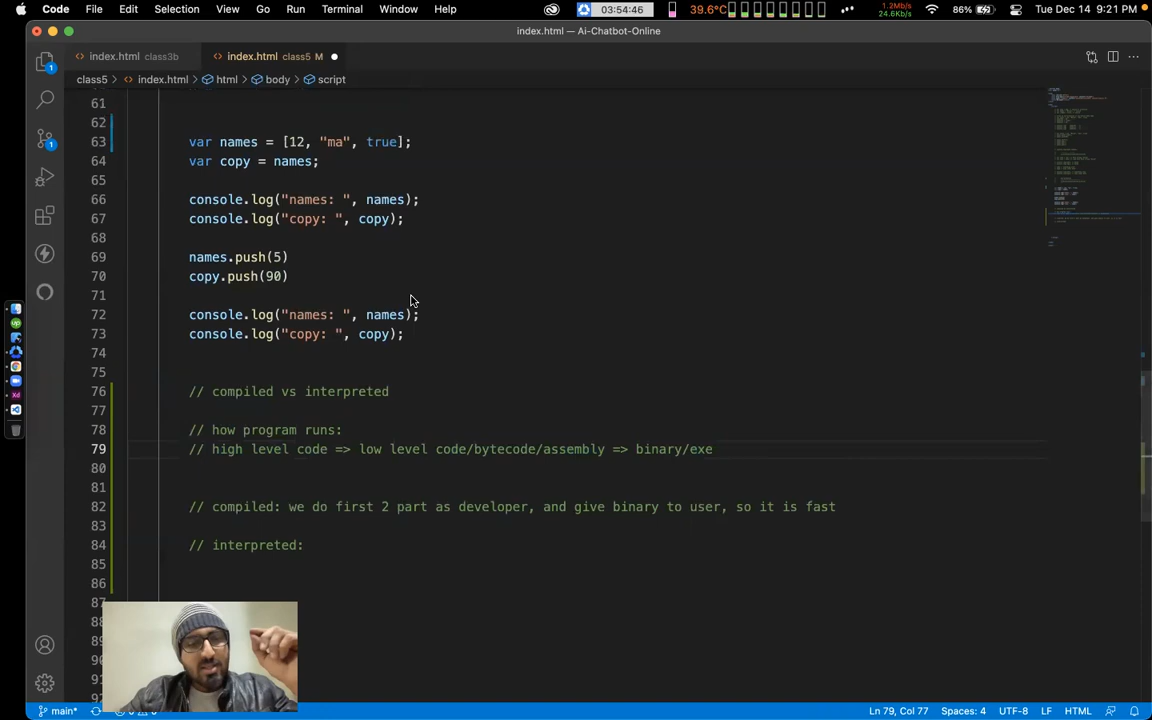 Code File Edit Selection View Go Run Terminal Window Help 03:54:46 39.6°C 1.2Mb/s 24.6Kb/s 86% Tue Dec 14 9:21 PM
index.html — Ai-Chatbot-Online
index.html class3b index.html class5 M
class5 > index.html > html > body > script
61
62
63 var names = [12, "ma", true];
64 var copy = names;
65
66 console.log("names: ", names);
67 console.log("copy: ", copy);
68
69 names.push(5)
70 copy.push(90)
71
72 console.log("names: ", names);
73 console.log("copy: ", copy);
74
75
76 // compiled vs interpreted
77
78 // how program runs:
79 // high level code => low level code/bytecode/assembly => binary/exe
80
81
82 // compiled: we do first 2 part as developer, and give binary to user, so it is fast
83
84 // interpreted:
85
86
87
main* Ln 79, Col 77 Spaces: 4 UTF-8 LF HTML